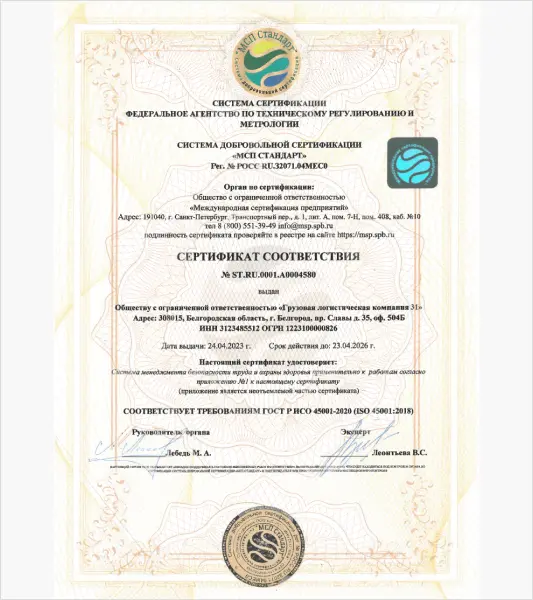 "МСП Стандарт"
СИСТЕМА СЕРТИФИКАЦИИ
ФЕДЕРАЛЬНОЕ АГЕНТСТВО ПО ТЕХНИЧЕСКОМУ РЕГУЛИРОВАНИЮ И
МЕТРОЛОГИИ
СИСТЕМА ДОБРОВОЛЬНОЙ СЕРТИФИКАЦИИ
«МСП СТАНДАРТ»
Рег. № РОСС RU.32071.04МЕС0
Орган по сертификации:
Общество с ограниченной ответственностью
«Международная сертификация предприятий»
Адрес: 191040, г. Санкт-Петербург, Транспортный пер., д. 1, лит. А, пом. 7-Н, пом. 408, каб. №10
тел 8 (800) 551-39-49 info@msp.spb.ru
подлинность сертификата проверяйте в реестре на сайте https://msp.spb.ru
СЕРТИФИКАТ СООТВЕТСТВИЯ
№ ST.RU.0001.A0004580
выдан
Обществу с ограниченной ответственностью «Грузовая логистическая компания 31»
Адрес: 308015, Белгородская область, г. Белгород, пр. Славы д. 35, оф. 504Б
ИНН 3123485512 ОГРН 1223100000826
Дата выдачи: 24.04.2023 г. Срок действия до: 23.04.2026 г.
Настоящий сертификат удостоверяет:
Система менеджмента безопасности труда и охраны здоровья применительно к работам согласно
приложению №1 к настоящему сертификату
(приложение является неотъемлемой частью сертификата)
СООТВЕТСТВУЕТ ТРЕБОВАНИЯМ ГОСТ Р ИСО 45001-2020 (ISO 45001:2018)
Руководитель органа Эксперт
Лебедь М. А. Леонтьева В.С.
"МСП Стандарт"